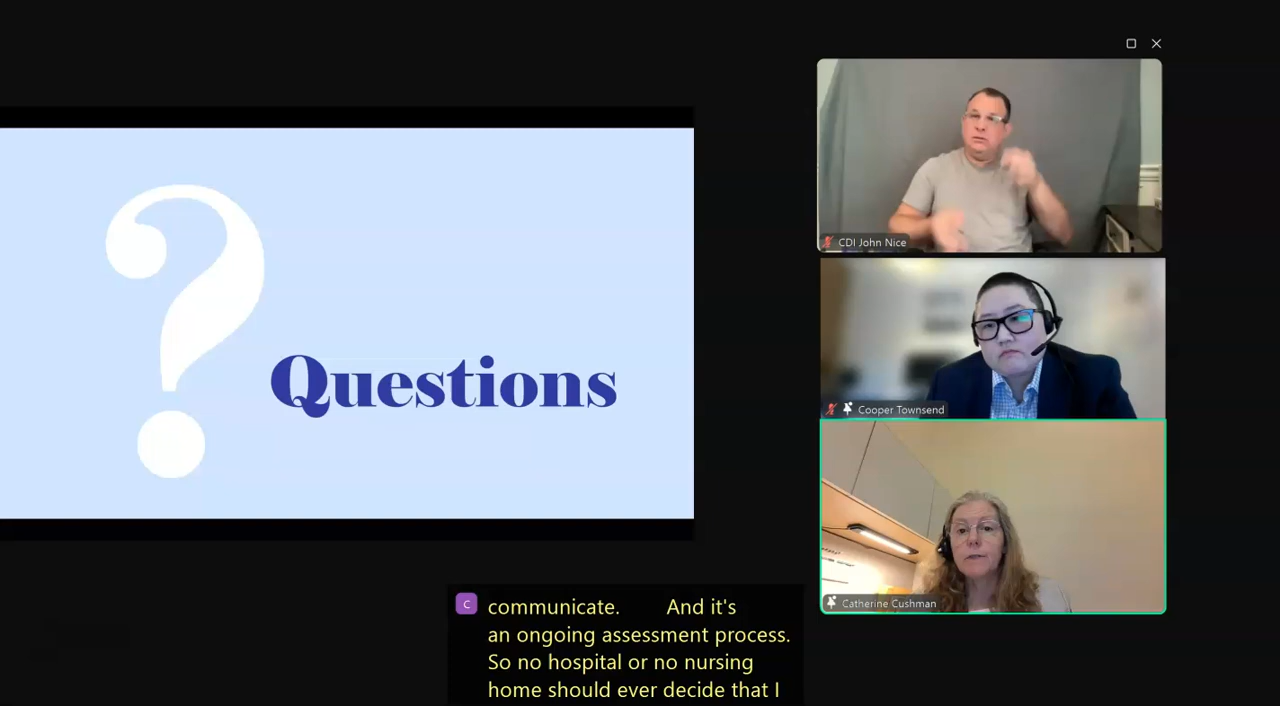 Questions
CDI John Nice
Cooper Townsend
Catherine Cushman
C
communicate. And it's
an ongoing assessment process.
So no hospital or no nursing
home should ever decide that I